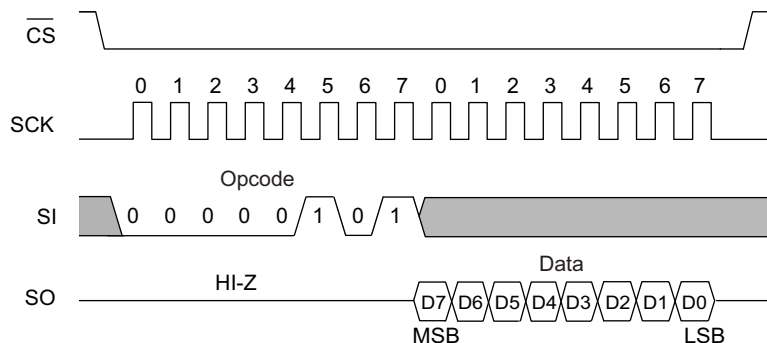 CS
0 1 2 3 4 5 6 7 0 1 2 3 4 5 6 7
SCK
Opcode
SI 0 0 0 0 0 1 0 1
HI-Z Data
SO D7 D6 D5 D4 D3 D2 D1 D0
MSB LSB